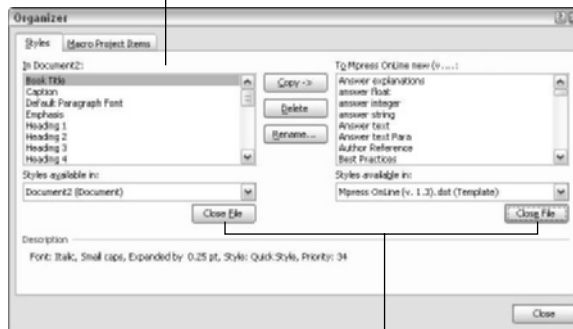 Organizer
Styles Macro Project Items
In Document2: To Mpress OnLine new (v....:
Book Title
Caption
Default Paragraph Font
Emphasis
Heading 1
Heading 2
Heading 3
Heading 4
Copy ->
Delete
Rename...
Answer explanations
answer float
answer integer
answer string
Answer text
Answer text Para
Author Reference
Best Practices
Styles available in: Styles available in:
Document2 (Document) Mpress OnLine (v. 1.3).dot (Template)
Close File Close File
Description
Font: Italic, Small caps, Expanded by 0.25 pt, Style: Quick Style, Priority: 34
Close